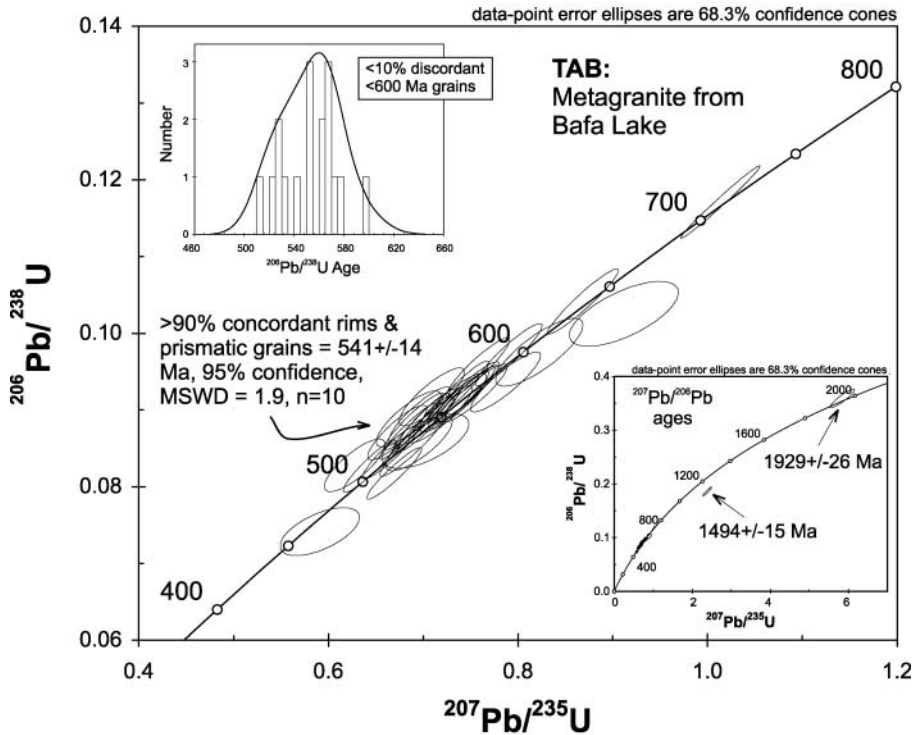 data-point error ellipses are 68.3% confidence cones
0.14
0.12
0.10
0.08
0.06
0.4
0.6
0.8
1.0
1.2
206Pb/238U
207Pb/235U
TAB:
Metagranite from
Bafa Lake
800
700
600
500
400
>90% concordant rims &
prismatic grains = 541+/-14
Ma, 95% confidence,
MSWD = 1.9, n=10
<10% discordant
<600 Ma grains
Number
3
2
1
0
460
500
540
580
620
660
206Pb/238U Age
data-point error ellipses are 68.3% confidence cones
0.4
0.3
0.2
0.1
0.0
0
2
4
6
206Pb/238U
207Pb/235U
207Pb/206Pb
ages
2000
1600
1200
800
400
1929+/-26 Ma
1494+/-15 Ma